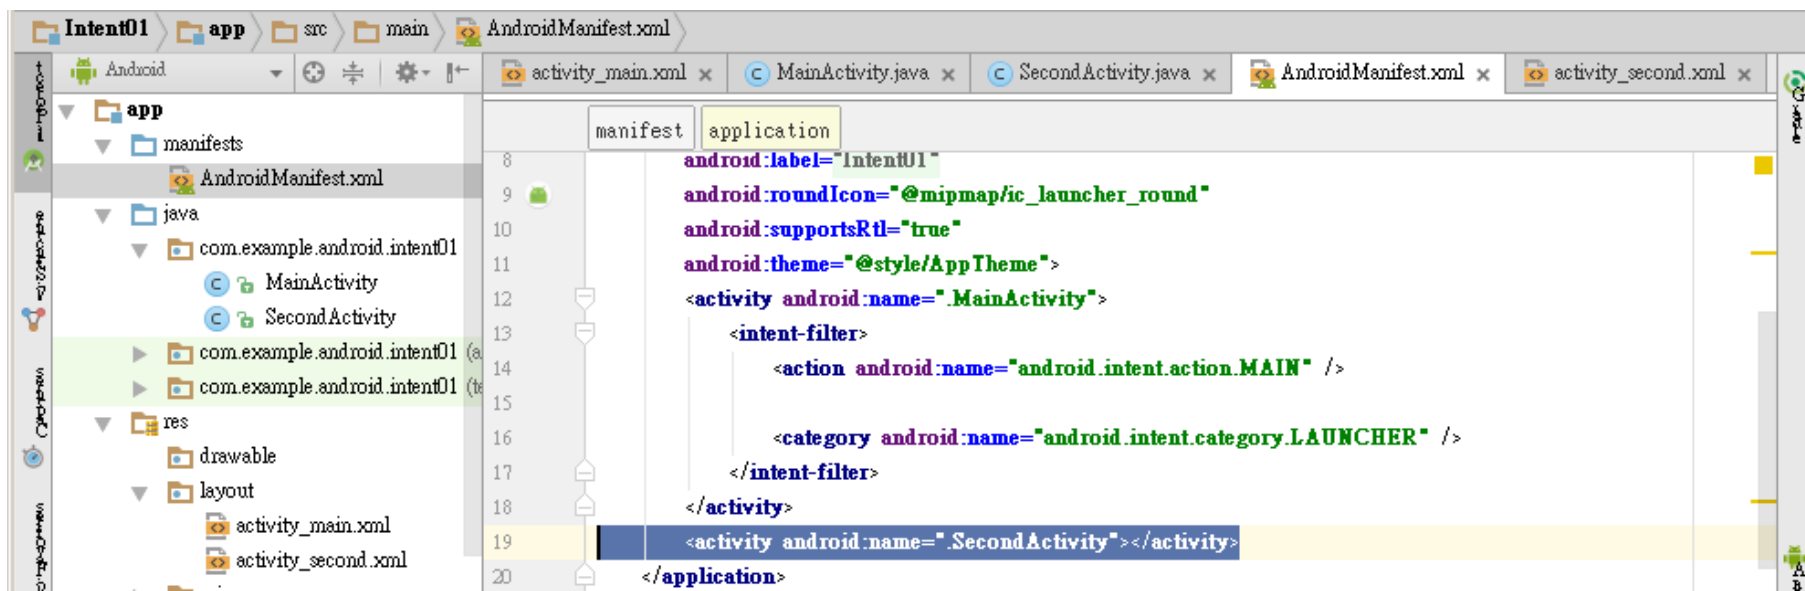 Intent01 app src main AndroidManifest.xml
Android
activity_main.xml MainActivity.java SecondActivity.java AndroidManifest.xml activity_second.xml
app
manifests
AndroidManifest.xml
java
com.example.android.intent01
MainActivity
SecondActivity
com.example.android.intent01 (a
com.example.android.intent01 (te
res
drawable
layout
activity_main.xml
activity_second.xml
manifest application
8 android:label="Intent01"
9 android:roundIcon="@mipmap/ic_launcher_round"
10 android:supportsRtl="true"
11 android:theme="@style/AppTheme">
12 <activity android:name=".MainActivity">
13 <intent-filter>
14 <action android:name="android.intent.action.MAIN" />
15
16 <category android:name="android.intent.category.LAUNCHER" />
17 </intent-filter>
18 </activity>
19 <activity android:name=".SecondActivity"></activity>
20 </application>